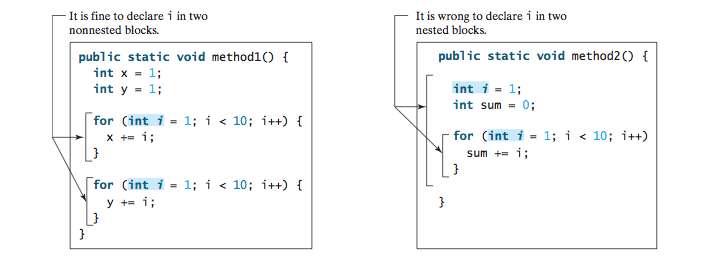 It is fine to declare i in two
nonnested blocks.
public static void method1() {
int x = 1;
int y = 1;
for (int i = 1; i < 10; i++) {
x += i;
}
for (int i = 1; i < 10; i++) {
y += i;
}
}
It is wrong to declare i in two
nested blocks.
public static void method2() {
int i = 1;
int sum = 0;
for (int i = 1; i < 10; i++)
sum += i;
}
}